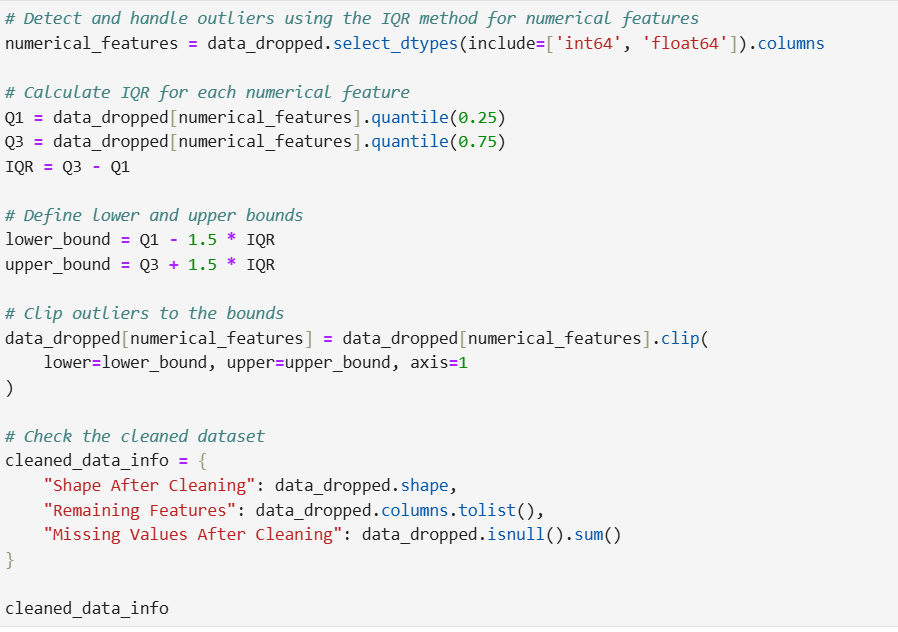 # Detect and handle outliers using the IQR method for numerical features
numerical_features = data_dropped.select_dtypes(include=['int64', 'float64']).columns

# Calculate IQR for each numerical feature
Q1 = data_dropped[numerical_features].quantile(0.25)
Q3 = data_dropped[numerical_features].quantile(0.75)
IQR = Q3 - Q1

# Define lower and upper bounds
lower_bound = Q1 - 1.5 * IQR
upper_bound = Q3 + 1.5 * IQR

# Clip outliers to the bounds
data_dropped[numerical_features] = data_dropped[numerical_features].clip(
    lower=lower_bound, upper=upper_bound, axis=1
)

# Check the cleaned dataset
cleaned_data_info = {
    "Shape After Cleaning": data_dropped.shape,
    "Remaining Features": data_dropped.columns.tolist(),
    "Missing Values After Cleaning": data_dropped.isnull().sum()
}

cleaned_data_info